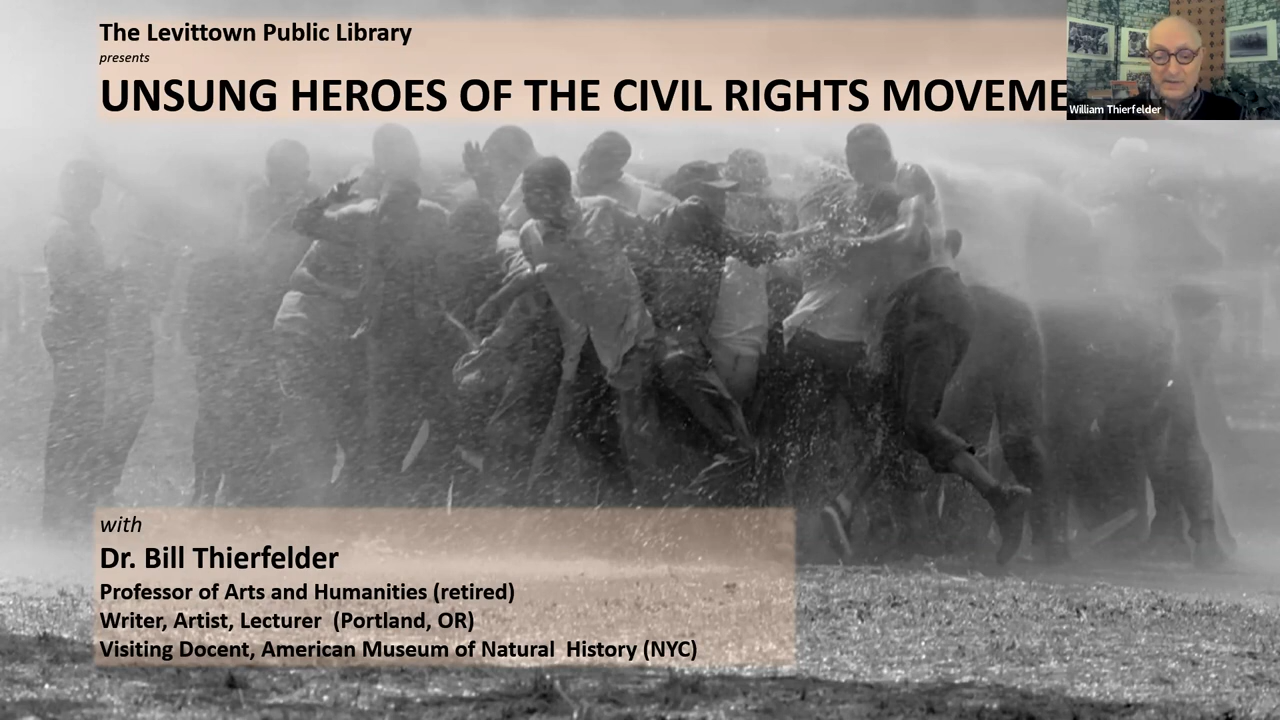 The Levittown Public Library
presents
UNSUNG HEROES OF THE CIVIL RIGHTS MOVEME
William Thierfelder
with
Dr. Bill Thierfelder
Professor of Arts and Humanities (retired)
Writer, Artist, Lecturer (Portland, OR)
Visiting Docent, American Museum of Natural History (NYC)